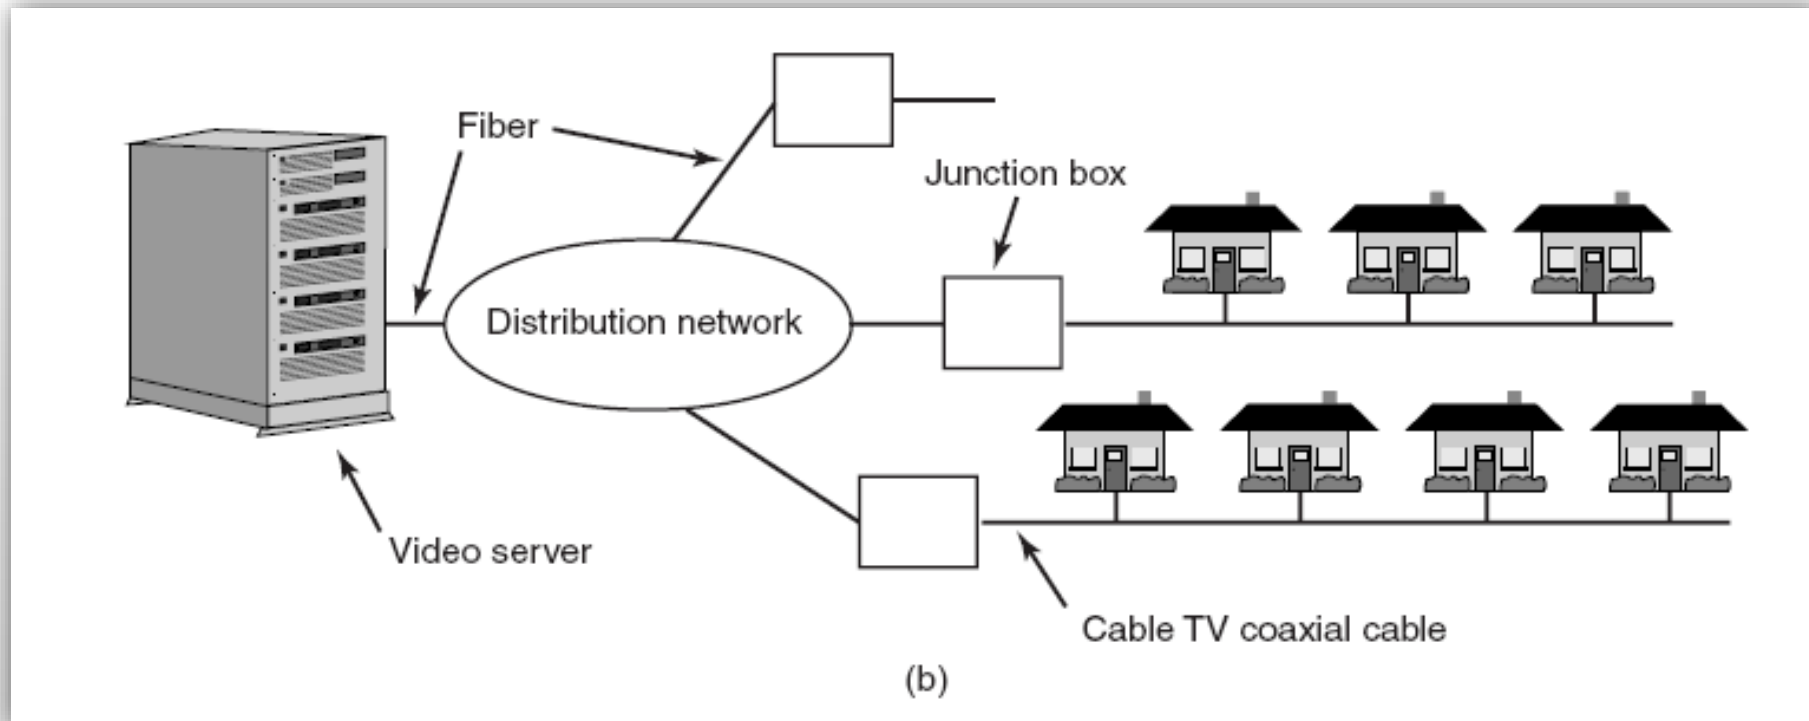 Fiber
Junction box
Distribution network
Video server
Cable TV coaxial cable
(b)